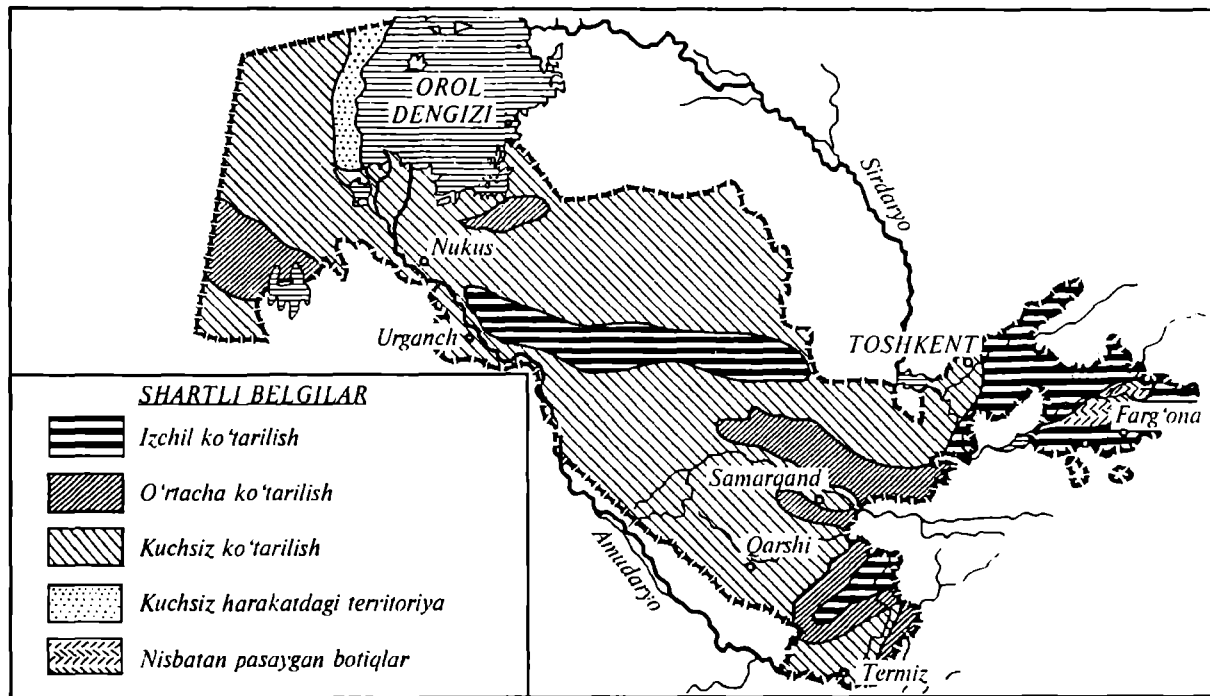 OROL
DENGIZI
Sirdaryo
Nukus
Urganch
TOSHKENT
Farg‘ona
Samarqand
Qarshi
Amudaryo
Termiz
SHARTLI BELGILAR
Izchil ko‘tarilish
O‘rtacha ko‘tarilish
Kuchsiz ko‘tarilish
Kuchsiz harakatdagi territoriya
Nisbatan pasaygan botiqlar